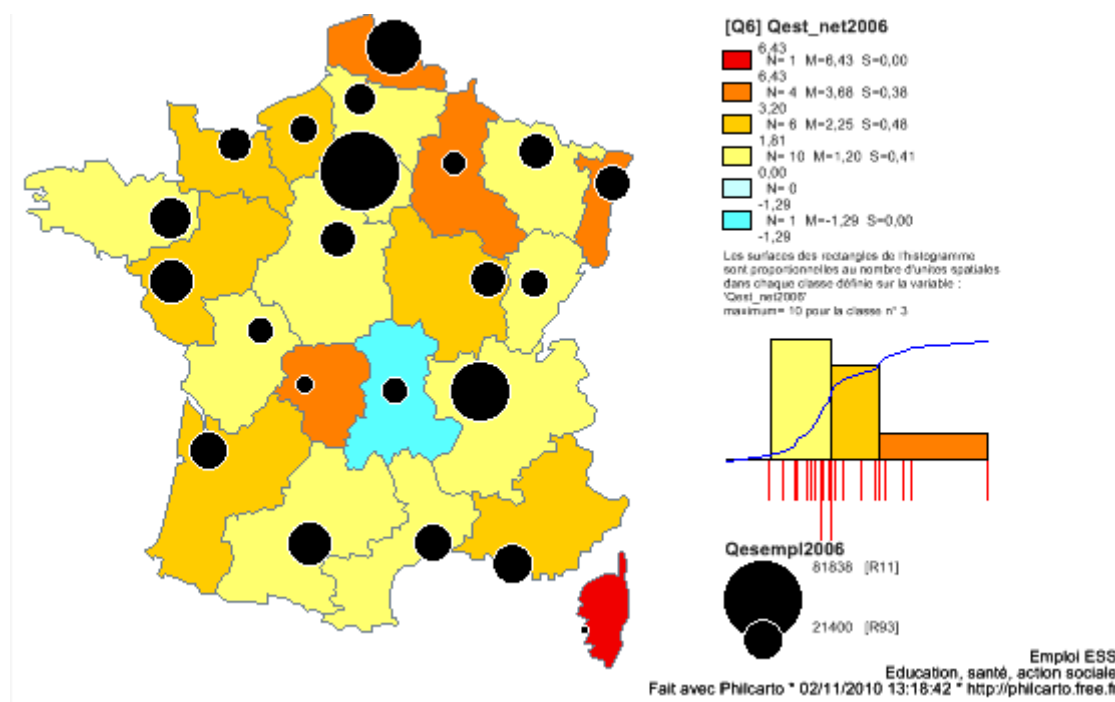 [Q6] Qest_net2006
6,43
N= 1 M=6,43 S=0,00
6,43
N= 4 M=3,68 S=0,38
3,20
N= 6 M=2,25 S=0,48
1,81
N= 10 M=1,20 S=0,41
0,00
N= 0
-1,29
N= 1 M=-1,29 S=0,00
-1,29
Les surfaces des rectangles de l'histogramme
sont proportionnelles au nombre d'unites spatiales
dans chaque classe définie sur la variable :
'Qest_net2006'
maximum= 10 pour la classe n° 3
Qesempl2006
81838 [R11]
21400 [R93]
Emploi ESS
Education, santé, action sociale
Fait avec Philcarto * 02/11/2010 13:18:42 * http://philcarto.free.f